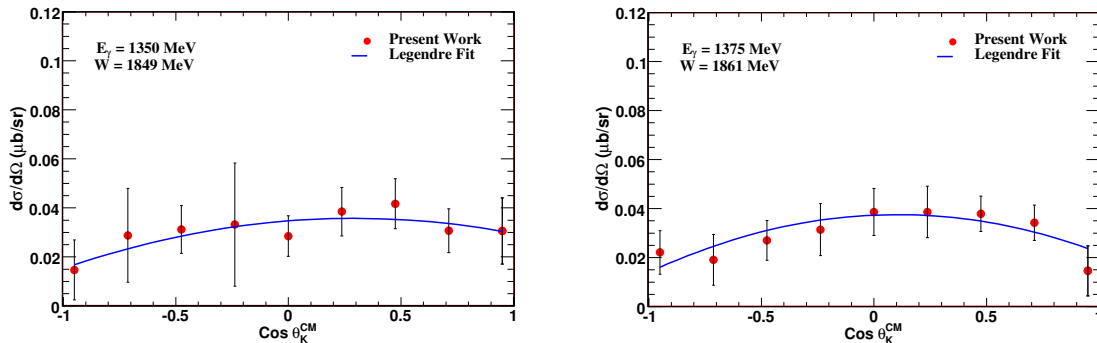 0.12
0.1
0.08
0.06
0.04
0.02
0
dσ/dΩ (μb/sr)
E_γ = 1350 MeV
W = 1849 MeV
Present Work
Legendre Fit
-1 -0.5 0 0.5 1
Cos θ_K^CM
0.12
0.1
0.08
0.06
0.04
0.02
0
dσ/dΩ (μb/sr)
E_γ = 1375 MeV
W = 1861 MeV
Present Work
Legendre Fit
-1 -0.5 0 0.5 1
Cos θ_K^CM